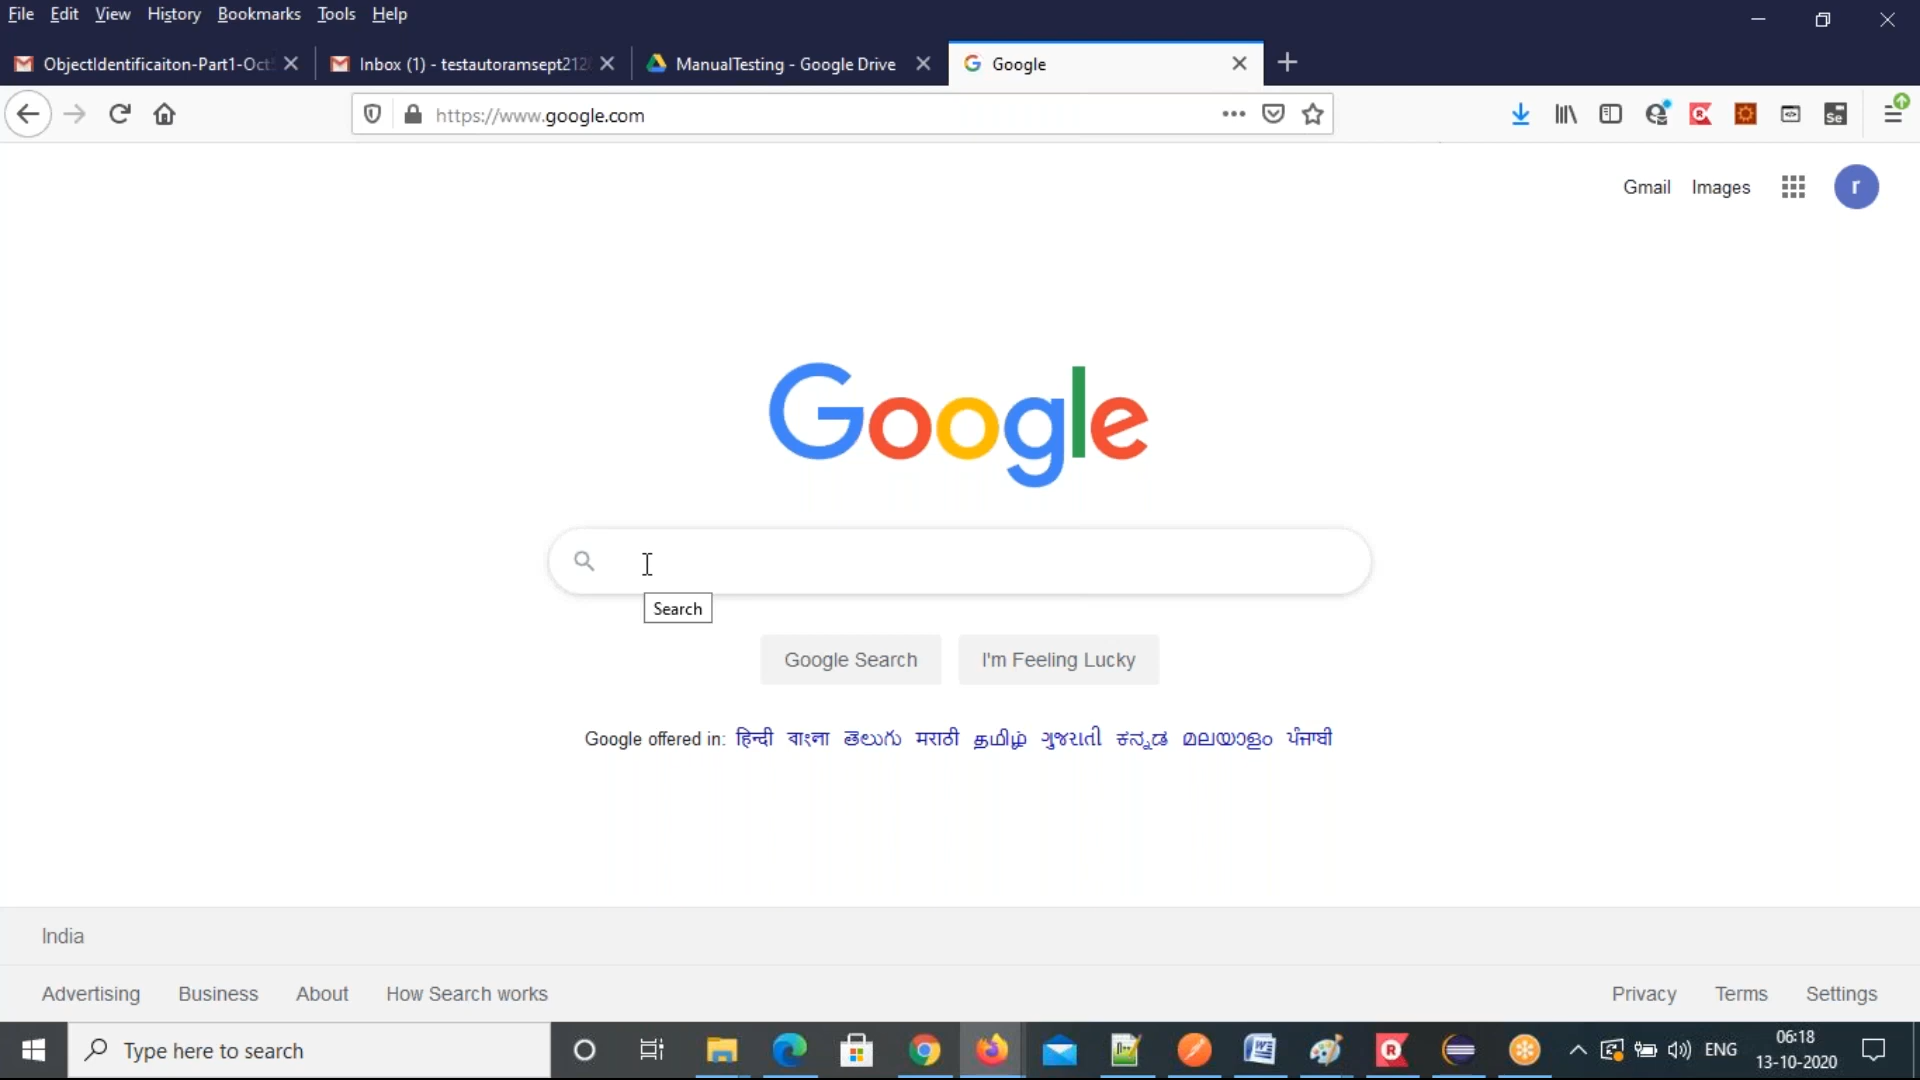 File Edit View History Bookmarks Tools Help
ObjectIdentificaiton-Part1-Oct
Inbox (1) - testautoramsept212
ManualTesting - Google Drive
Google
https://www.google.com
Se
Gmail Images r
Google
Search
Google Search I'm Feeling Lucky
Google offered in: हिन्दी বাংলা తెలుగు मराठी தமிழ் ગુજરાતી ಕನ್ನಡ മലയാളം ਪੰਜਾਬੀ
India
Advertising Business About How Search works Privacy Terms Settings
Type here to search
ENG
06:18
13-10-2020